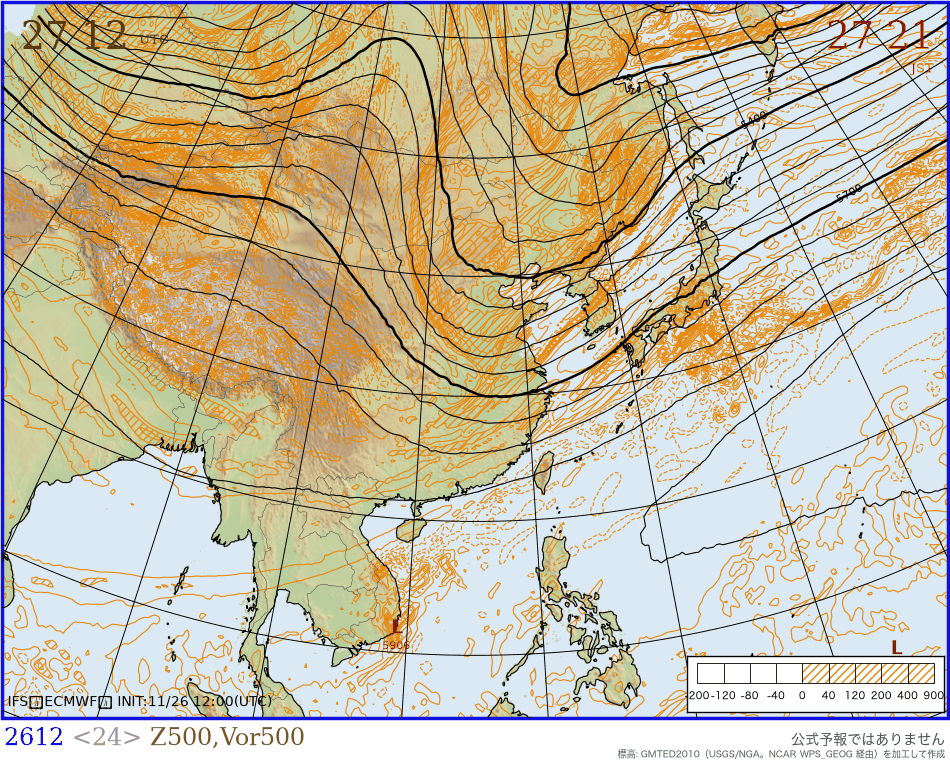 27 12 UTC
27 21
JST
5400
5700
L
5906
L
-200 -120 -80 -40 0 40 120 200 400 900
IFS□ECMWF□ INIT:11/26 12:00(UTC)
2612 <24> Z500,Vor500
公式予報ではありません
標高: GMTED2010（USGS/NGA。NCAR WPS_GEOG 経由）を加工して作成